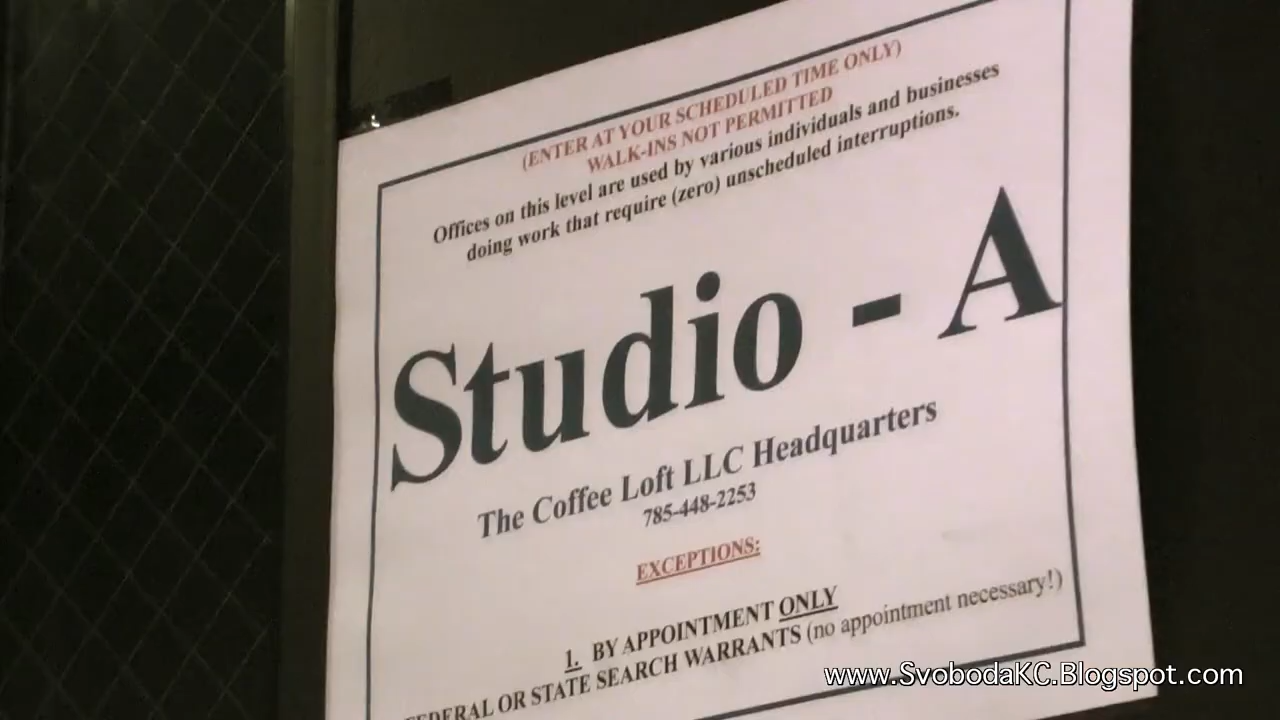 (ENTER AT YOUR SCHEDULED TIME ONLY)
WALK-INS NOT PERMITTED
Offices on this level are used by various individuals and businesses
doing work that require (zero) unscheduled interruptions.
Studio - A
The Coffee Loft LLC Headquarters
785-448-2253
EXCEPTIONS:
1. BY APPOINTMENT ONLY
FEDERAL OR STATE SEARCH WARRANTS (no appointment necessary!)
www.SvobodaKC.Blogspot.com